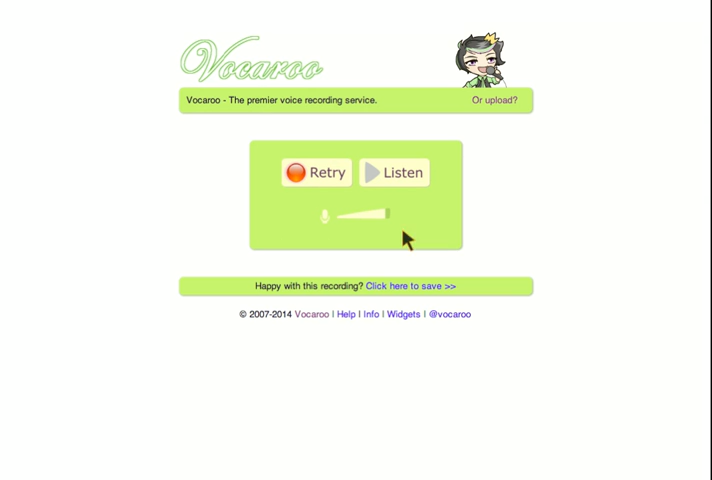 Vocaroo
Vocaroo - The premier voice recording service. Or upload?
Retry Listen
Happy with this recording? Click here to save >>
© 2007-2014 Vocaroo | Help | Info | Widgets | @vocaroo